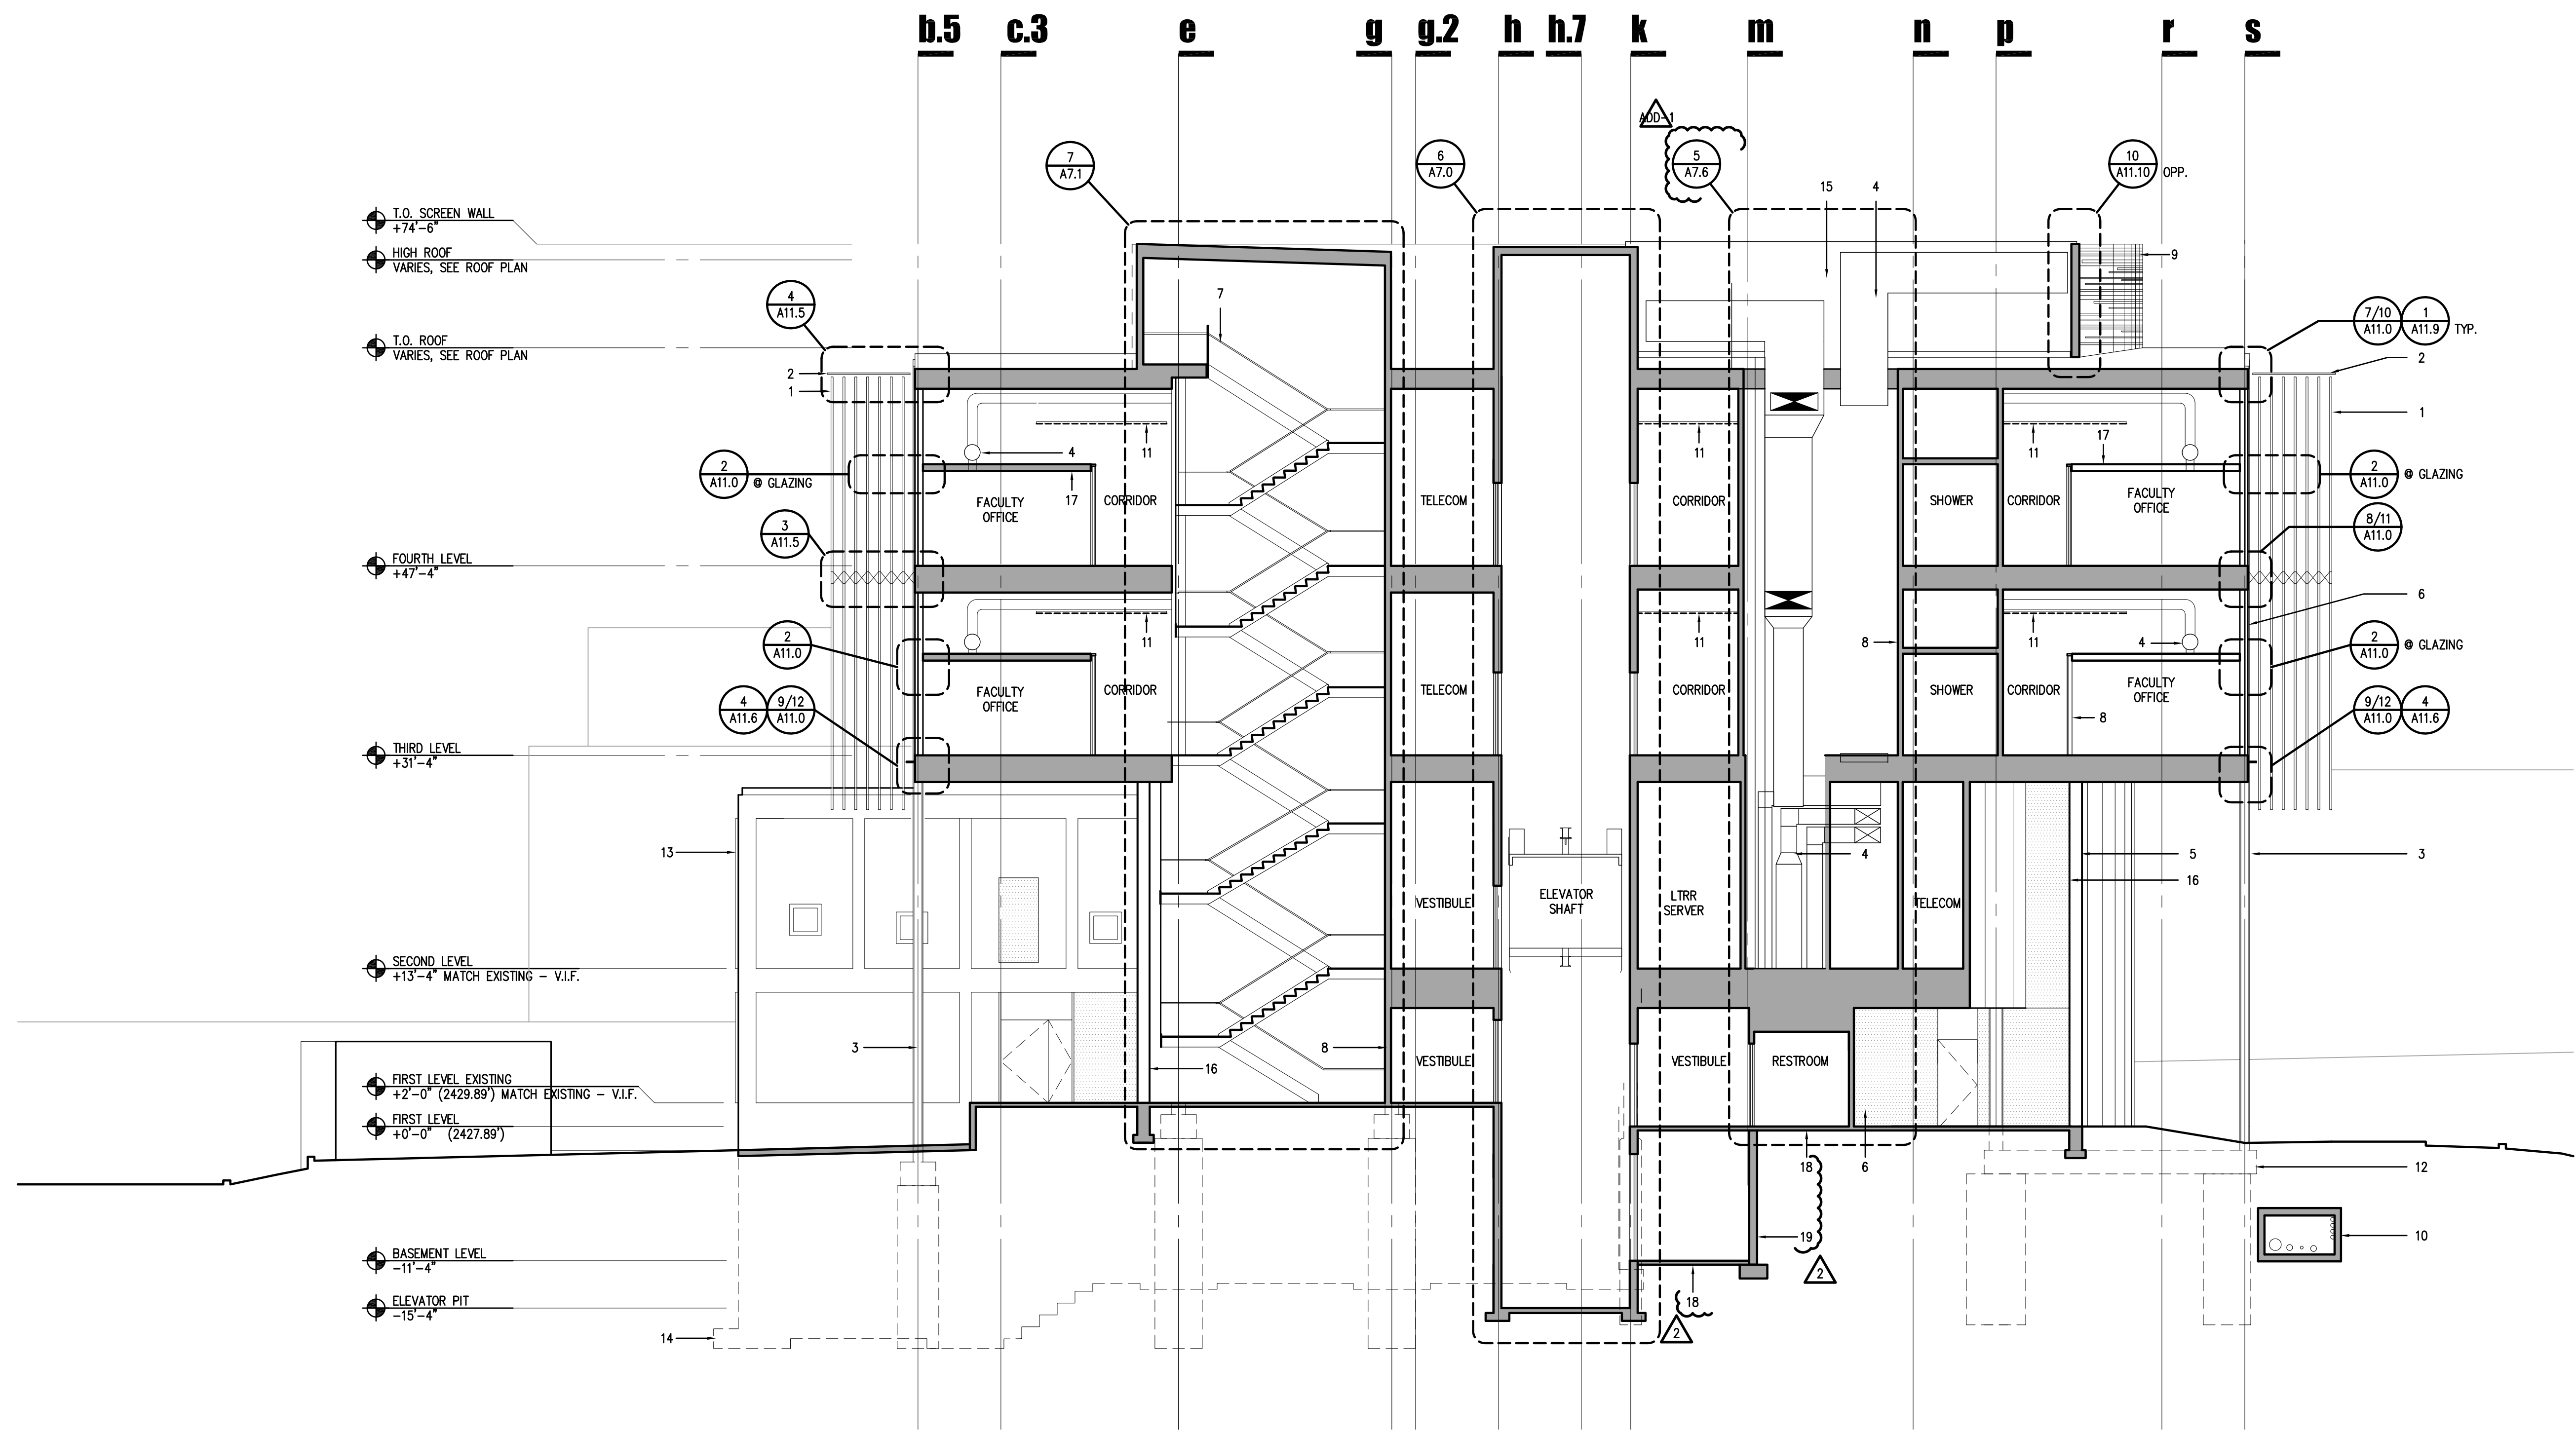 b.5 c.3 e g g.2 h h.7 k m n p r s
ADD-1
7
A7.1
6
A7.0
5
A7.6
10
A11.10 OPP.
15 4
T.O. SCREEN WALL
+74'-6"
HIGH ROOF
VARIES, SEE ROOF PLAN
9
7
4
A11.5
7/10 1
A11.0 A11.9 TYP.
T.O. ROOF
VARIES, SEE ROOF PLAN
2
2
1
1
17
4 11 11 11
2
A11.0 @ GLAZING
2
A11.0 @ GLAZING
17
FACULTY
OFFICE
CORRIDOR
TELECOM
CORRIDOR
SHOWER
CORRIDOR
FACULTY
OFFICE
3
A11.5
8/11
A11.0
FOURTH LEVEL
+47'-4"
6
11 11 8 11 4
2
A11.0
2
A11.0 @ GLAZING
FACULTY
OFFICE
CORRIDOR
TELECOM
CORRIDOR
SHOWER
CORRIDOR
FACULTY
OFFICE
4 9/12
A11.6 A11.0
9/12 4
A11.0 A11.6
8
THIRD LEVEL
+31'-4"
13 4 5 3
16
VESTIBULE
ELEVATOR
SHAFT
LTRR
SERVER
TELECOM
SECOND LEVEL
+13'-4" MATCH EXISTING - V.I.F.
3 8
16
VESTIBULE
VESTIBULE
RESTROOM
FIRST LEVEL EXISTING
+2'-0" (2429.89') MATCH EXISTING - V.I.F.
FIRST LEVEL
+0'-0" (2427.89')
18 6 12
19 10
BASEMENT LEVEL
-11'-4"
2
18
ELEVATOR PIT
-15'-4"
2
14